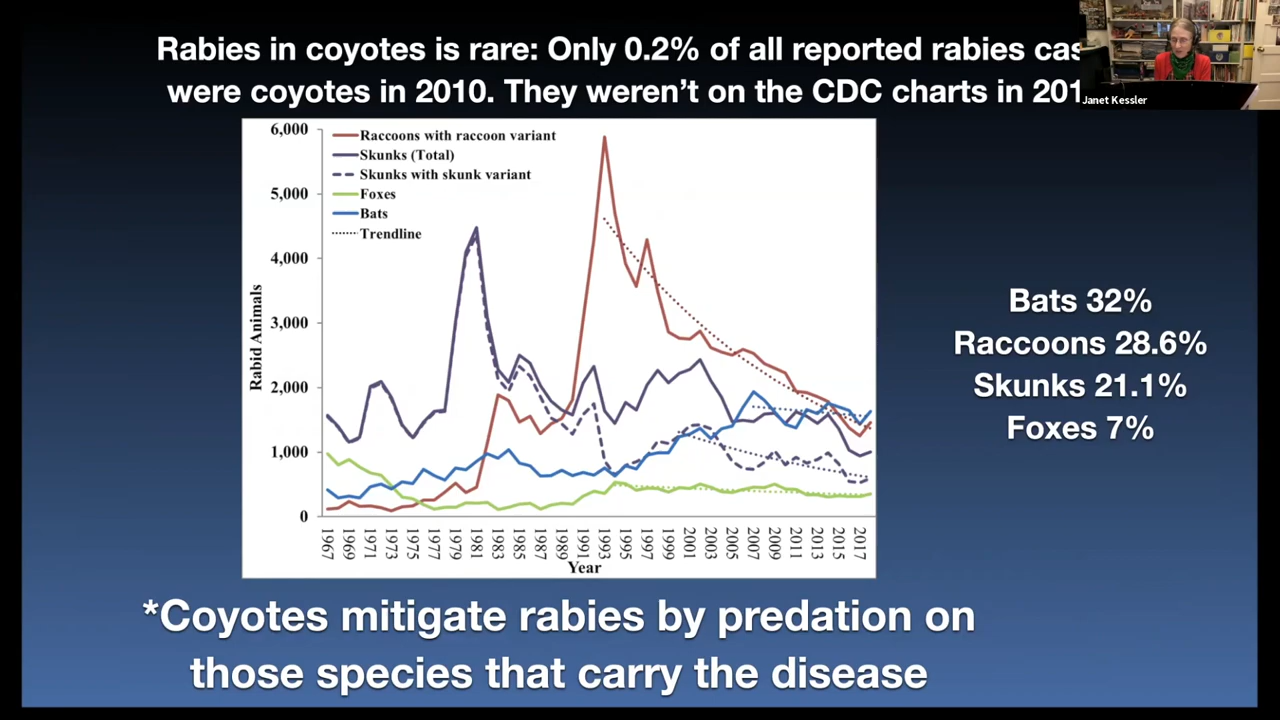 Rabies in coyotes is rare: Only 0.2% of all reported rabies
were coyotes in 2010. They weren't on the CDC charts in
Janet Kessler
Raccoons with raccoon variant
Skunks (Total)
Skunks with skunk variant
Foxes
Bats
Trendline
6,000
5,000
4,000
3,000
2,000
1,000
0
Rabid Animals
1967
1969
1971
1973
1975
1977
1979
1981
1983
1985
1987
1989
1991
1993
1995
1997
1999
2001
2003
2005
2007
2009
2011
2013
2015
2017
Year
Bats 32%
Raccoons 28.6%
Skunks 21.1%
Foxes 7%
*Coyotes mitigate rabies by predation on
those species that carry the disease